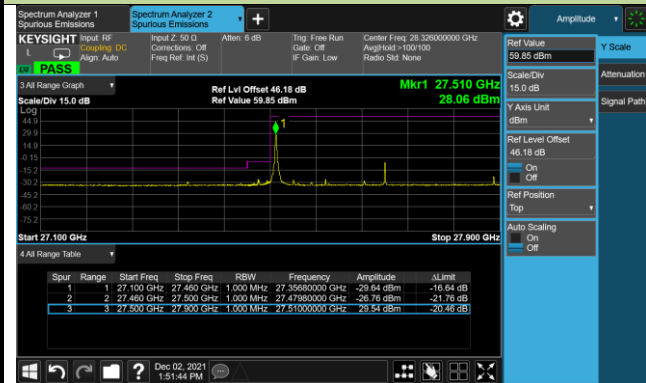 Spectrum Analyzer 1
Spurious Emissions
Spectrum Analyzer 2
Spurious Emissions
+
Amplitude
KEYSIGHT
L
Input: RF
Coupling: DC
Align: Auto
Input Z: 50 Ω
Corrections: Off
Freq Ref: Int (S)
Atten: 6 dB
Trig: Free Run
Gate: Off
IF Gain: Low
Center Freq: 28.326000000 GHz
Avg|Hold:>100/100
Radio Std: None
PASS
3 All Range Graph
Scale/Div 15.0 dB
Ref Lvl Offset 46.18 dB
Ref Value 59.85 dBm
Mkr1 27.510 GHz
28.06 dBm
Log
44.9
29.9
14.9
-0.15
-15.2
-30.2
-45.2
-60.2
-75.2
1
Start 27.100 GHz
Stop 27.900 GHz
4 All Range Table
Spur Range Start Freq Stop Freq RBW Frequency Amplitude ΔLimit
1 1 27.100 GHz 27.460 GHz 1.000 MHz 27.35680000 GHz -29.64 dBm -16.64 dB
2 2 27.460 GHz 27.500 GHz 1.000 MHz 27.47980000 GHz -26.76 dBm -21.76 dB
3 3 27.500 GHz 27.900 GHz 1.000 MHz 27.51000000 GHz 29.54 dBm -20.46 dB
Dec 02, 2021
1:51:44 PM
?
Ref Value
59.85 dBm
Scale/Div
15.0 dB
Y Axis Unit
dBm
Ref Level Offset
46.18 dB
On
Off
Ref Position
Top
Auto Scaling
On
Off
Y Scale
Attenuation
Signal Path